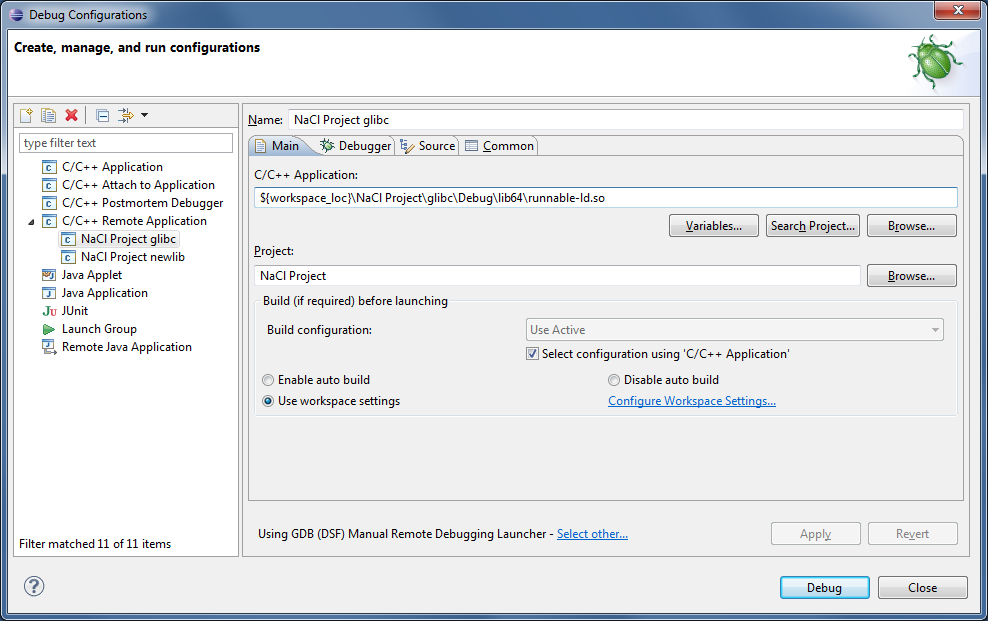 Debug Configurations
Create, manage, and run configurations
type filter text
C/C++ Application
C/C++ Attach to Application
C/C++ Postmortem Debugger
C/C++ Remote Application
NaCl Project glibc
NaCl Project newlib
Java Applet
Java Application
JUnit
Launch Group
Remote Java Application
Filter matched 11 of 11 items
Name: NaCl Project glibc
Main Debugger Source Common
C/C++ Application:
${workspace_loc}\NaCl Project\glibc\Debug\lib64\runnable-ld.so
Variables... Search Project... Browse...
Project:
NaCl Project Browse...
Build (if required) before launching
Build configuration: Use Active
Select configuration using 'C/C++ Application'
Enable auto build Disable auto build
Use workspace settings Configure Workspace Settings...
Using GDB (DSF) Manual Remote Debugging Launcher - Select other... Apply Revert
Debug Close